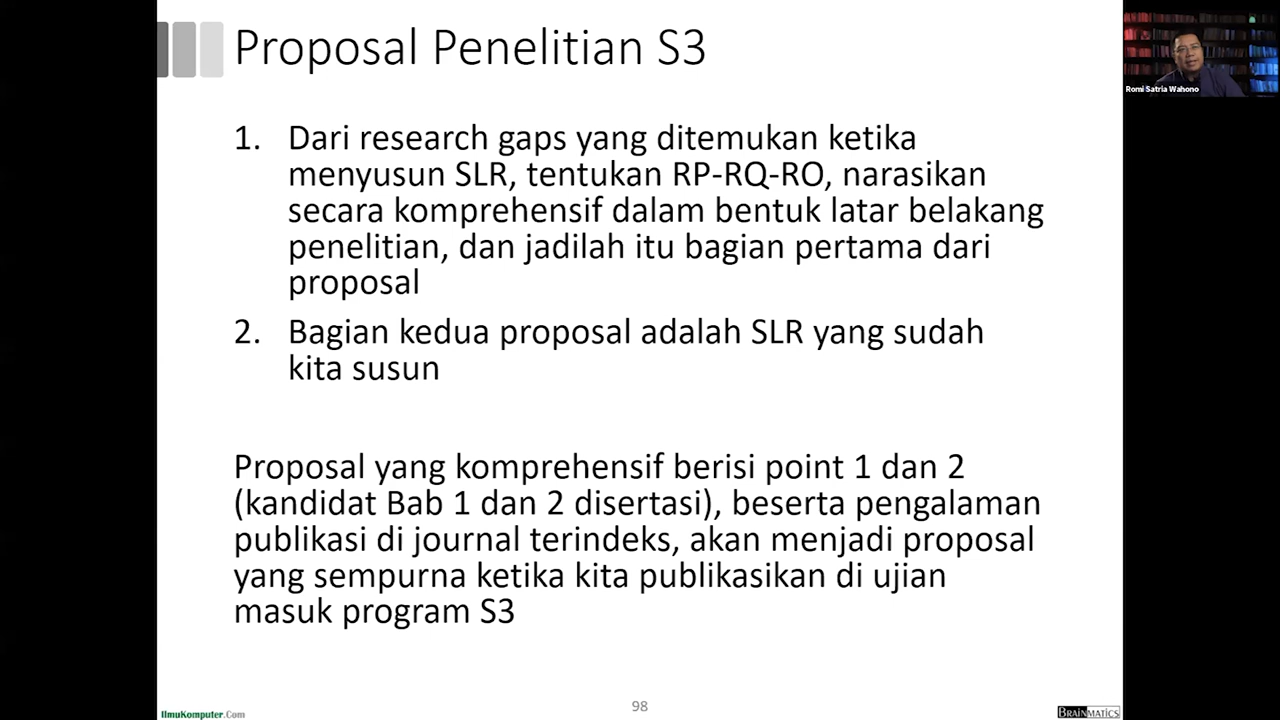 Proposal Penelitian S3
Romi Satria Wahono
1. Dari research gaps yang ditemukan ketika
menyusun SLR, tentukan RP-RQ-RO, narasikan
secara komprehensif dalam bentuk latar belakang
penelitian, dan jadilah itu bagian pertama dari
proposal
2. Bagian kedua proposal adalah SLR yang sudah
kita susun
Proposal yang komprehensif berisi point 1 dan 2
(kandidat Bab 1 dan 2 disertasi), beserta pengalaman
publikasi di journal terindeks, akan menjadi proposal
yang sempurna ketika kita publikasikan di ujian
masuk program S3
IlmuKomputer.Com
98
BRAINMATICS